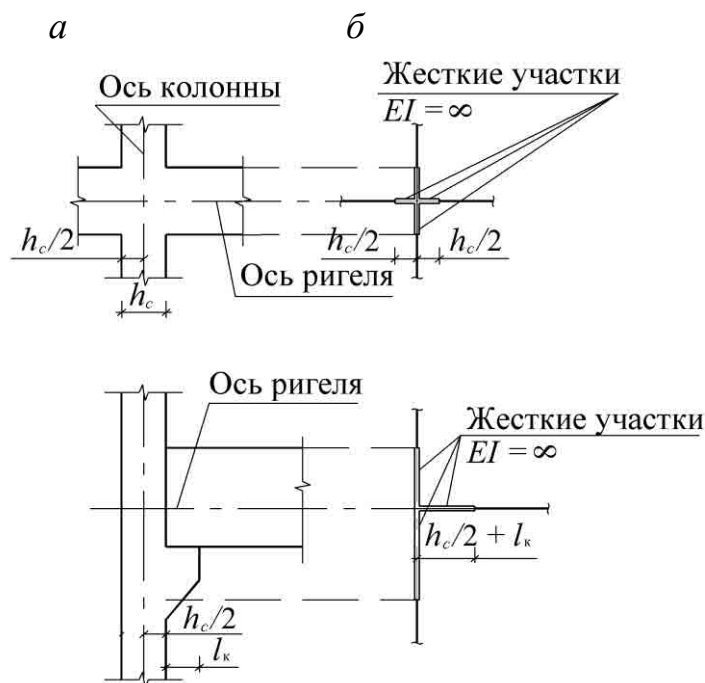 а б
Ось колонны
Жесткие участки
EI = ∞
h_c/2
h_c/2
h_c/2
Ось ригеля
h_c
Ось ригеля
Жесткие участки
EI = ∞
h_c/2 + l_к
h_c/2
l_к